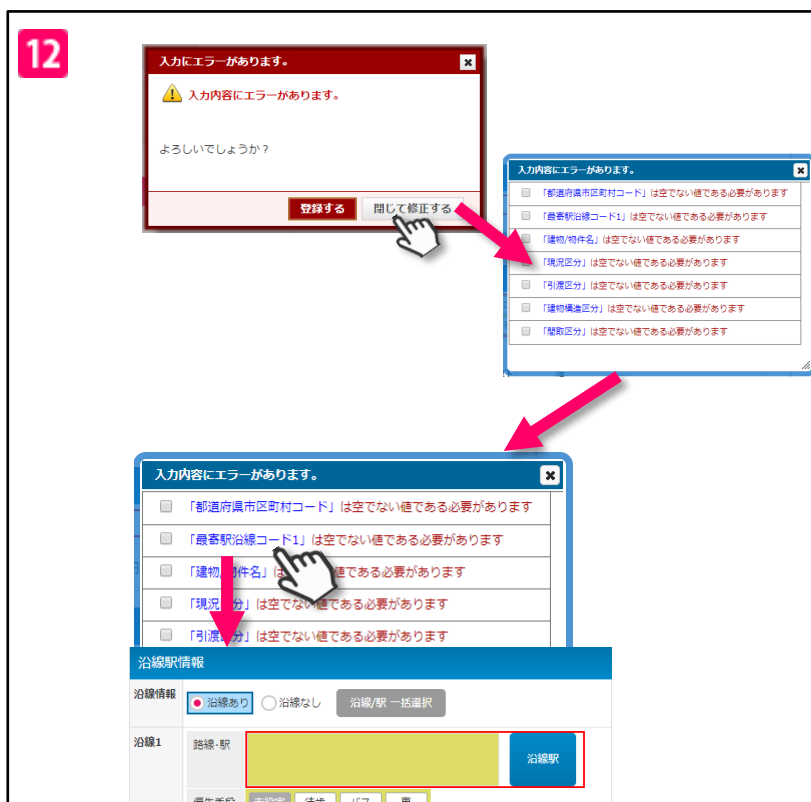 12
入力にエラーがあります。
入力内容にエラーがあります。
よろしいでしょうか？
登録する 閉じて修正する
入力内容にエラーがあります。
「都道府県市区町村コード」は空でない値である必要があります
「最寄駅沿線コード1」は空でない値である必要があります
「建物/物件名」は空でない値である必要があります
「現況区分」は空でない値である必要があります
「引渡区分」は空でない値である必要があります
「建物構造区分」は空でない値である必要があります
「間取区分」は空でない値である必要があります
入力内容にエラーがあります。
「都道府県市区町村コード」は空でない値である必要があります
「最寄駅沿線コード1」は空でない値である必要があります
「建物/物件名」は 値である必要があります
「現況区分」は空でない値である必要があります
「引渡区分」は空でない値である必要があります
沿線駅情報
沿線情報 沿線あり 沿線なし 沿線/駅 一括選択
沿線1 路線・駅 沿線駅
徒歩 バス 車